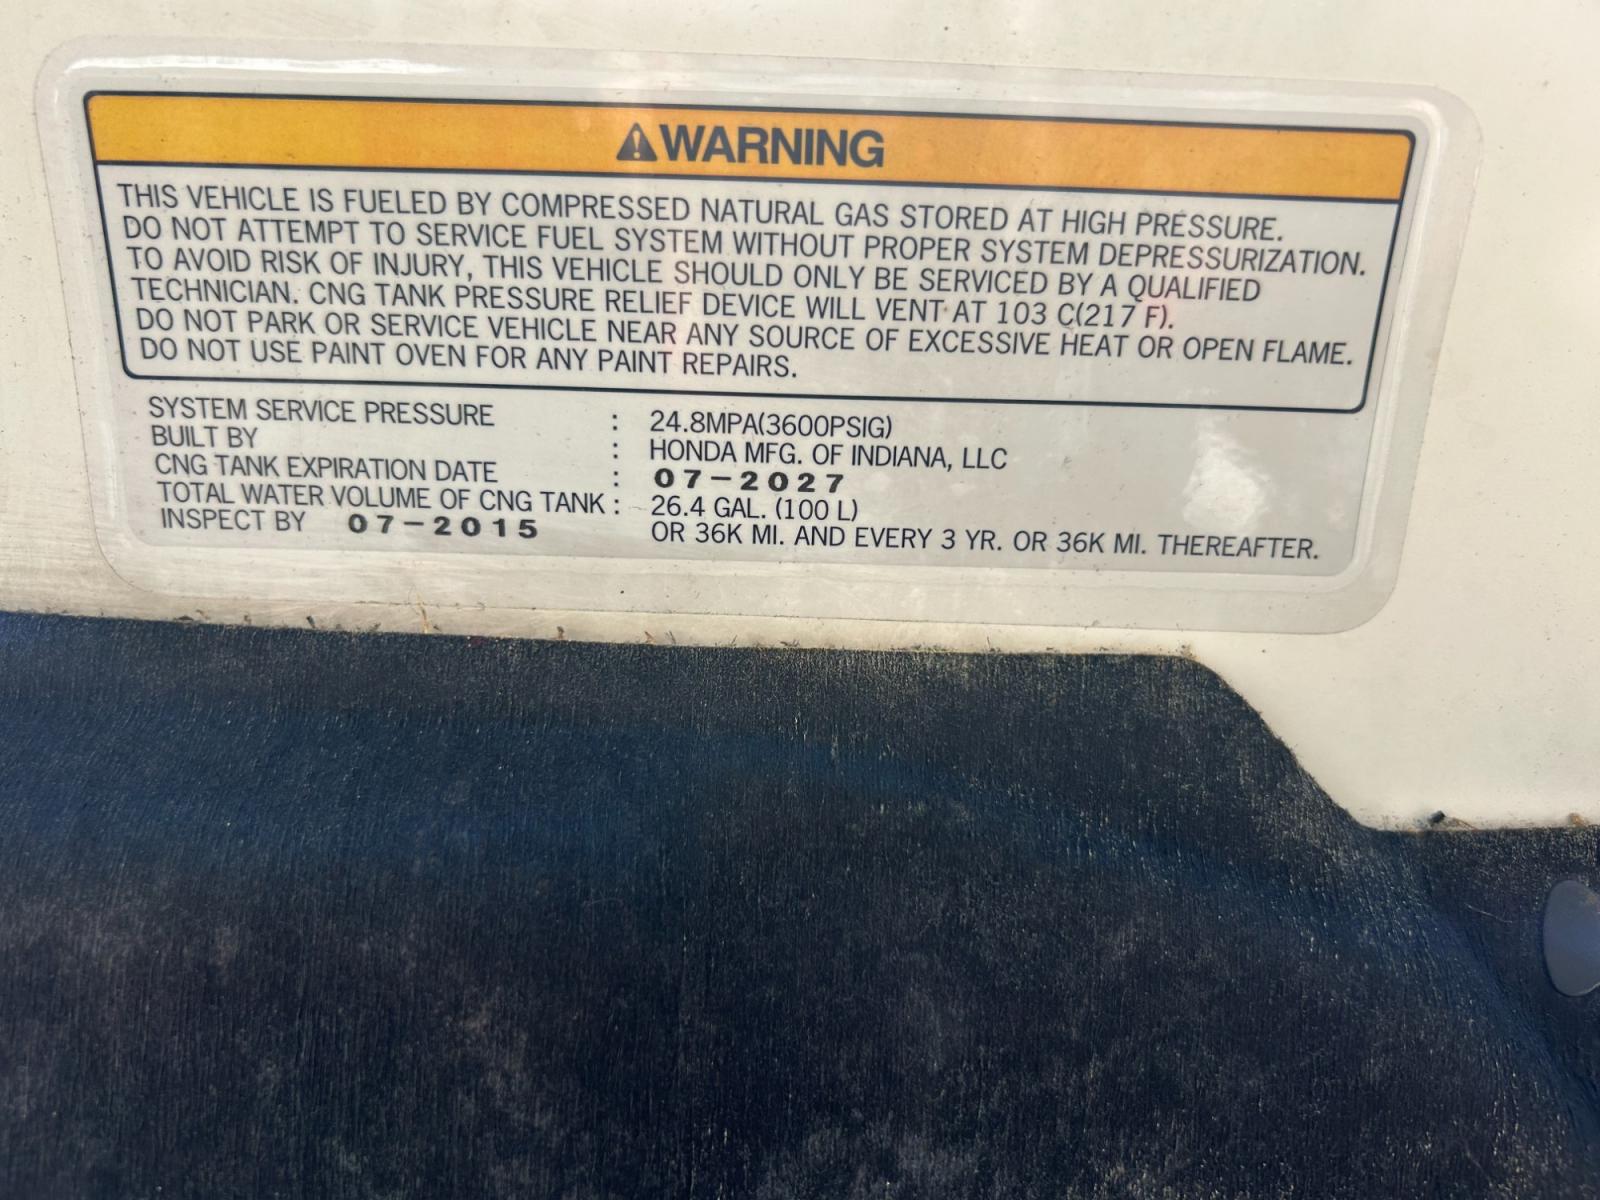 ⚠WARNING
THIS VEHICLE IS FUELED BY COMPRESSED NATURAL GAS STORED AT HIGH PRESSURE.
DO NOT ATTEMPT TO SERVICE FUEL SYSTEM WITHOUT PROPER SYSTEM DEPRESSURIZATION.
TO AVOID RISK OF INJURY, THIS VEHICLE SHOULD ONLY BE SERVICED BY A QUALIFIED
TECHNICIAN. CNG TANK PRESSURE RELIEF DEVICE WILL VENT AT 103 C(217 F).
DO NOT PARK OR SERVICE VEHICLE NEAR ANY SOURCE OF EXCESSIVE HEAT OR OPEN FLAME.
DO NOT USE PAINT OVEN FOR ANY PAINT REPAIRS.
SYSTEM SERVICE PRESSURE : 24.8MPA(3600PSIG)
BUILT BY : HONDA MFG. OF INDIANA, LLC
CNG TANK EXPIRATION DATE : 07-2027
TOTAL WATER VOLUME OF CNG TANK : 26.4 GAL. (100 L)
INSPECT BY 07-2015 OR 36K MI. AND EVERY 3 YR. OR 36K MI. THEREAFTER.